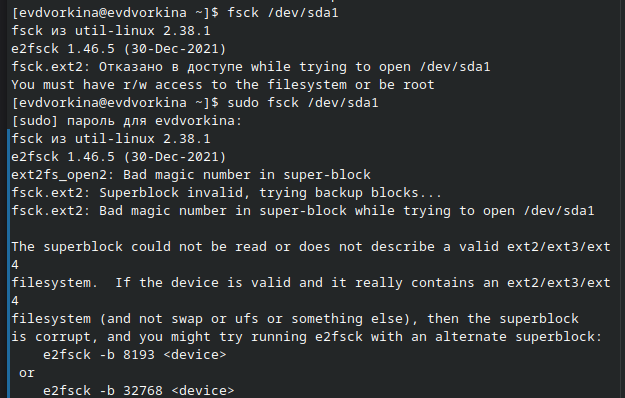 [evdvorkina@evdvorkina ~]$ fsck /dev/sda1
fsck из util-linux 2.38.1
e2fsck 1.46.5 (30-Dec-2021)
fsck.ext2: Отказано в доступе while trying to open /dev/sda1
You must have r/w access to the filesystem or be root
[evdvorkina@evdvorkina ~]$ sudo fsck /dev/sda1
[sudo] пароль для evdvorkina:
fsck из util-linux 2.38.1
e2fsck 1.46.5 (30-Dec-2021)
ext2fs_open2: Bad magic number in super-block
fsck.ext2: Superblock invalid, trying backup blocks...
fsck.ext2: Bad magic number in super-block while trying to open /dev/sda1

The superblock could not be read or does not describe a valid ext2/ext3/ext
4
filesystem.  If the device is valid and it really contains an ext2/ext3/ext
4
filesystem (and not swap or ufs or something else), then the superblock
is corrupt, and you might try running e2fsck with an alternate superblock:
    e2fsck -b 8193 <device>
 or
    e2fsck -b 32768 <device>